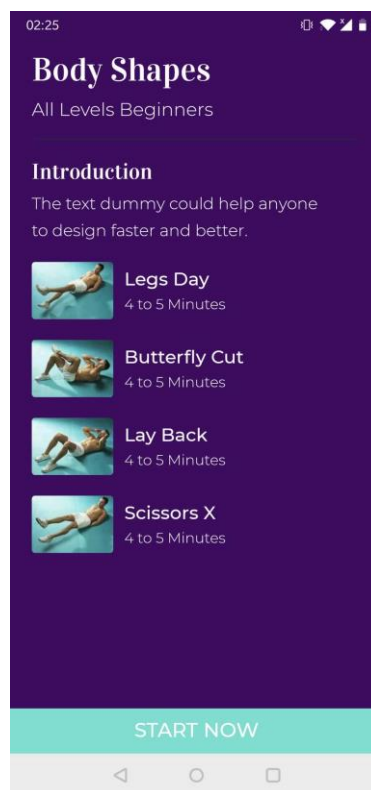 02:25
Body Shapes
All Levels Beginners
Introduction
The text dummy could help anyone
to design faster and better.
Legs Day
4 to 5 Minutes
Butterfly Cut
4 to 5 Minutes
Lay Back
4 to 5 Minutes
Scissors X
4 to 5 Minutes
START NOW